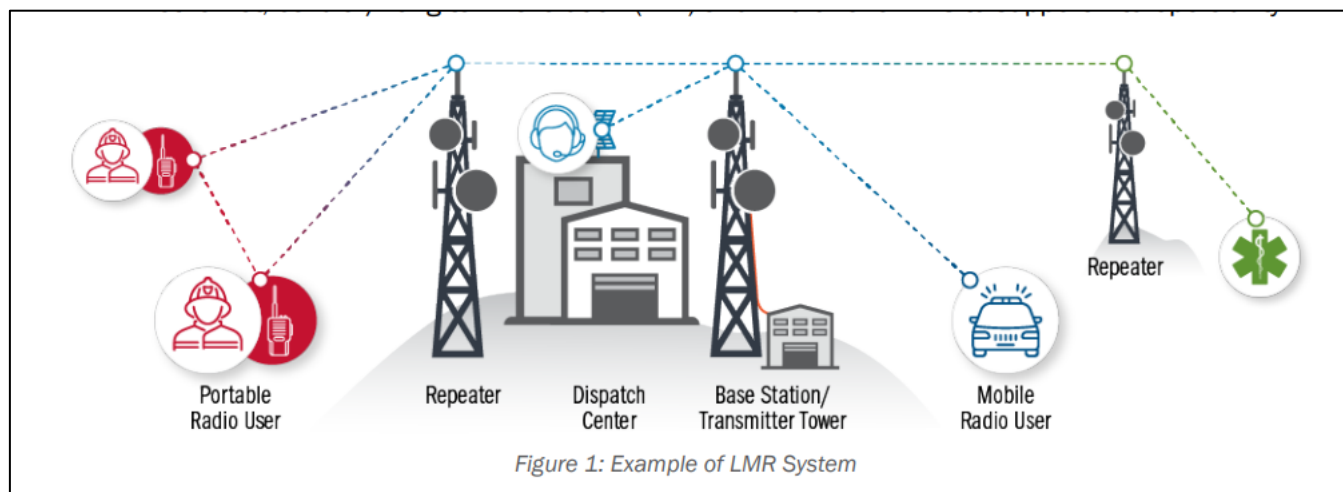 Repeater
Portable
Radio User
Repeater
Dispatch
Center
Base Station/
Transmitter Tower
Mobile
Radio User
Figure 1: Example of LMR System